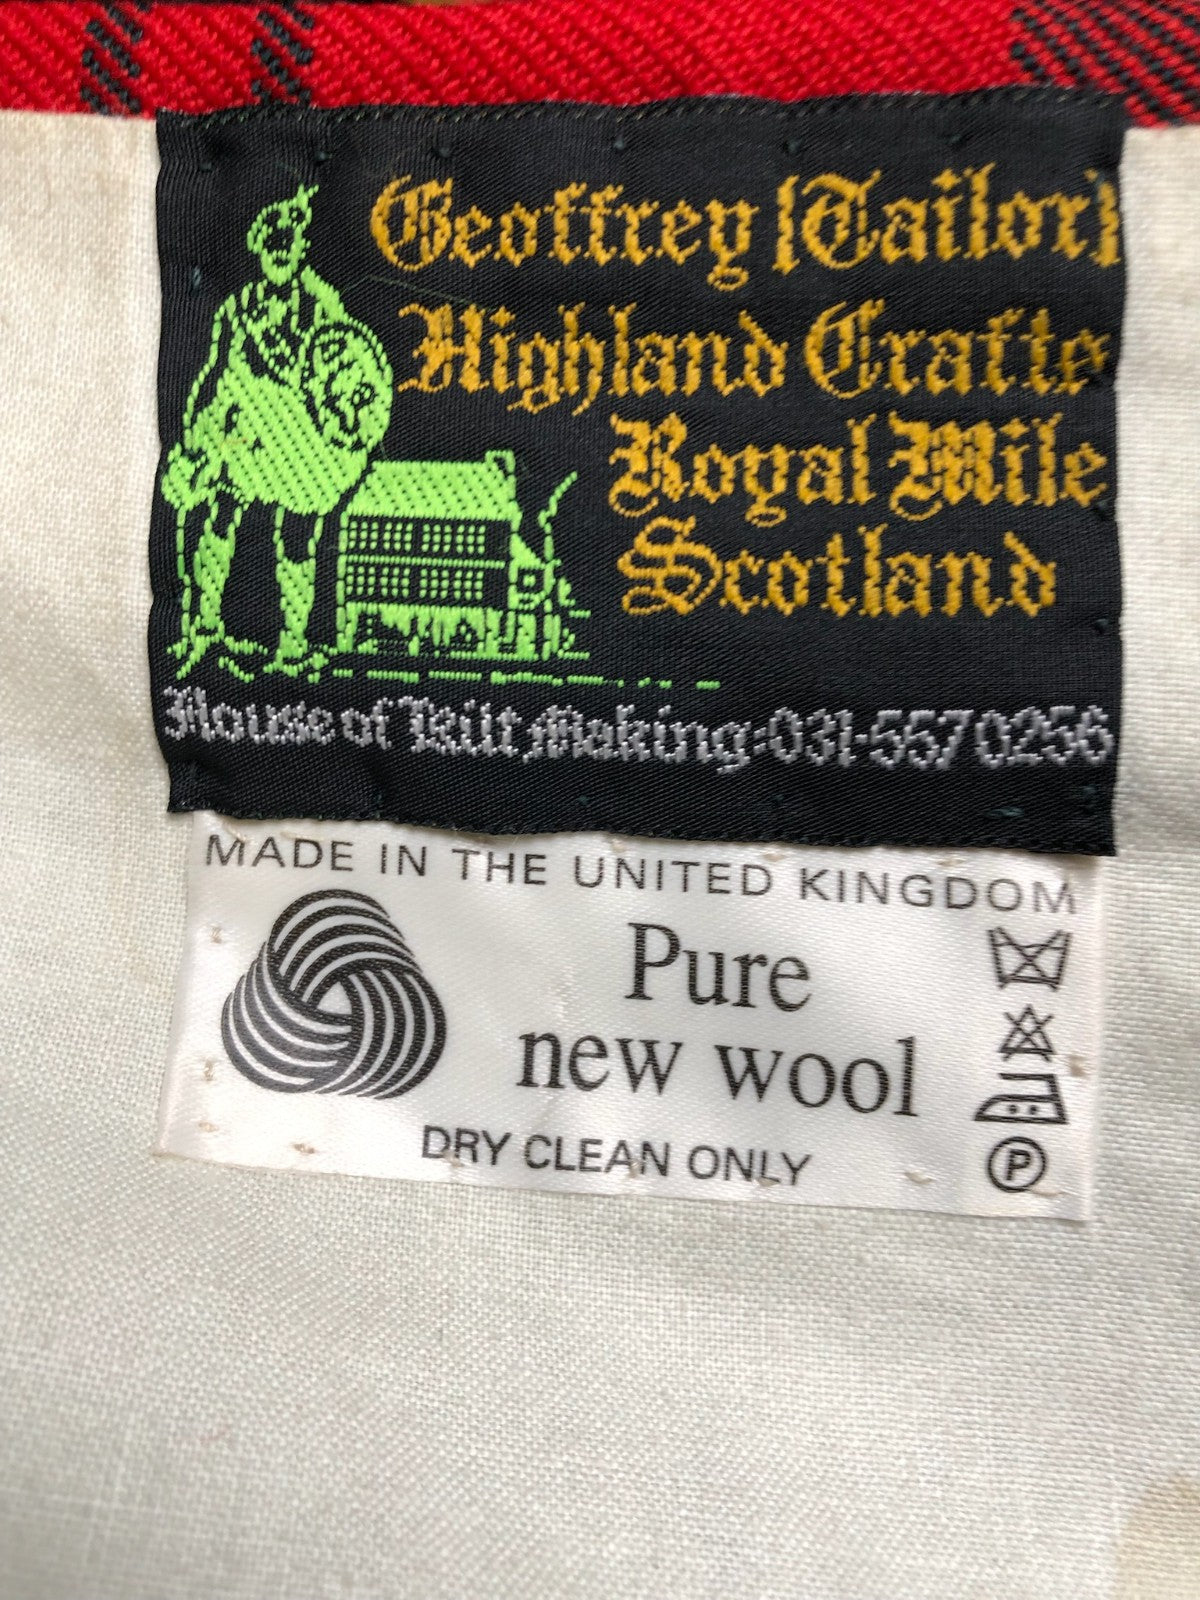 Geoffrey [Tailor]
Highland Crafts
Royal Mile
Scotland
House of Kilt Making:031-557 0256
MADE IN THE UNITED KINGDOM
Pure
new wool
DRY CLEAN ONLY
P